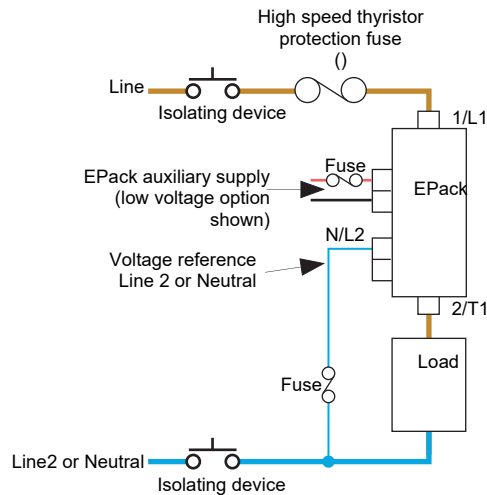 High speed thyristor
protection fuse
()
Line
Isolating device
1/L1
Fuse
EPack auxiliary supply
(low voltage option
shown)
EPack
N/L2
Voltage reference
Line 2 or Neutral
2/T1
Load
Fuse
Line2 or Neutral
Isolating device